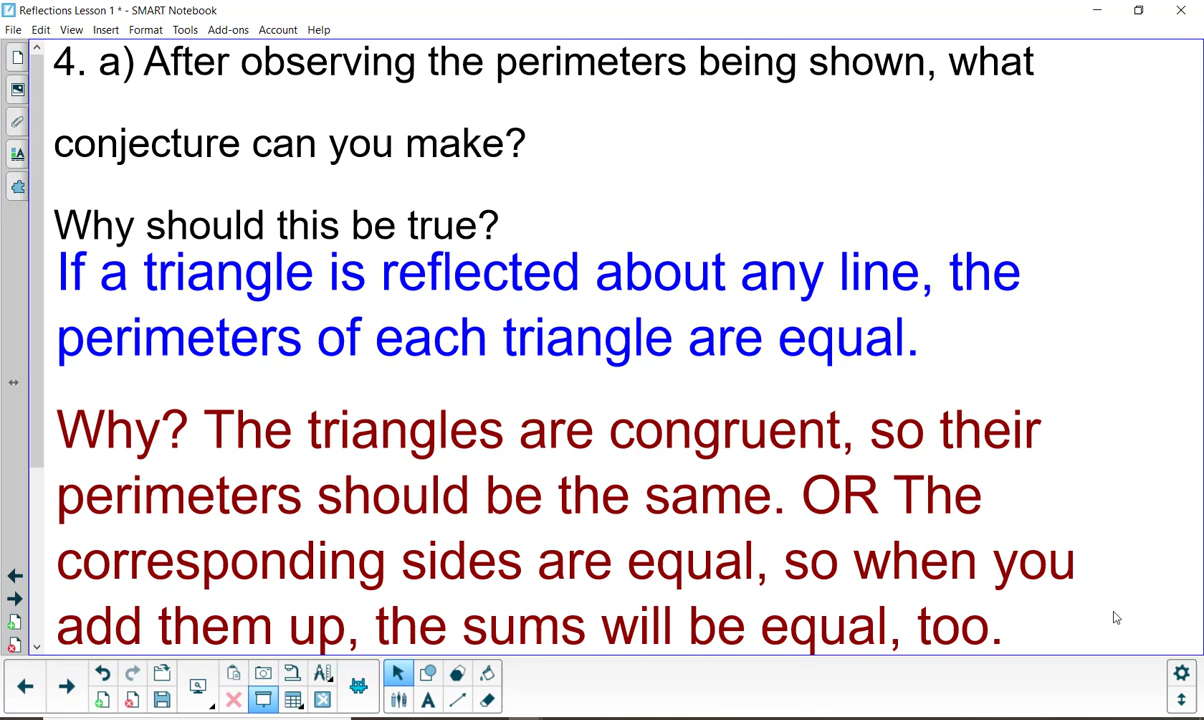 Reflections Lesson 1 * - SMART Notebook
File Edit View Insert Format Tools Add-ons Account Help
4. a) After observing the perimeters being shown, what
conjecture can you make?
Why should this be true?
If a triangle is reflected about any line, the
perimeters of each triangle are equal.
Why? The triangles are congruent, so their
perimeters should be the same. OR The
corresponding sides are equal, so when you
add them up, the sums will be equal, too.